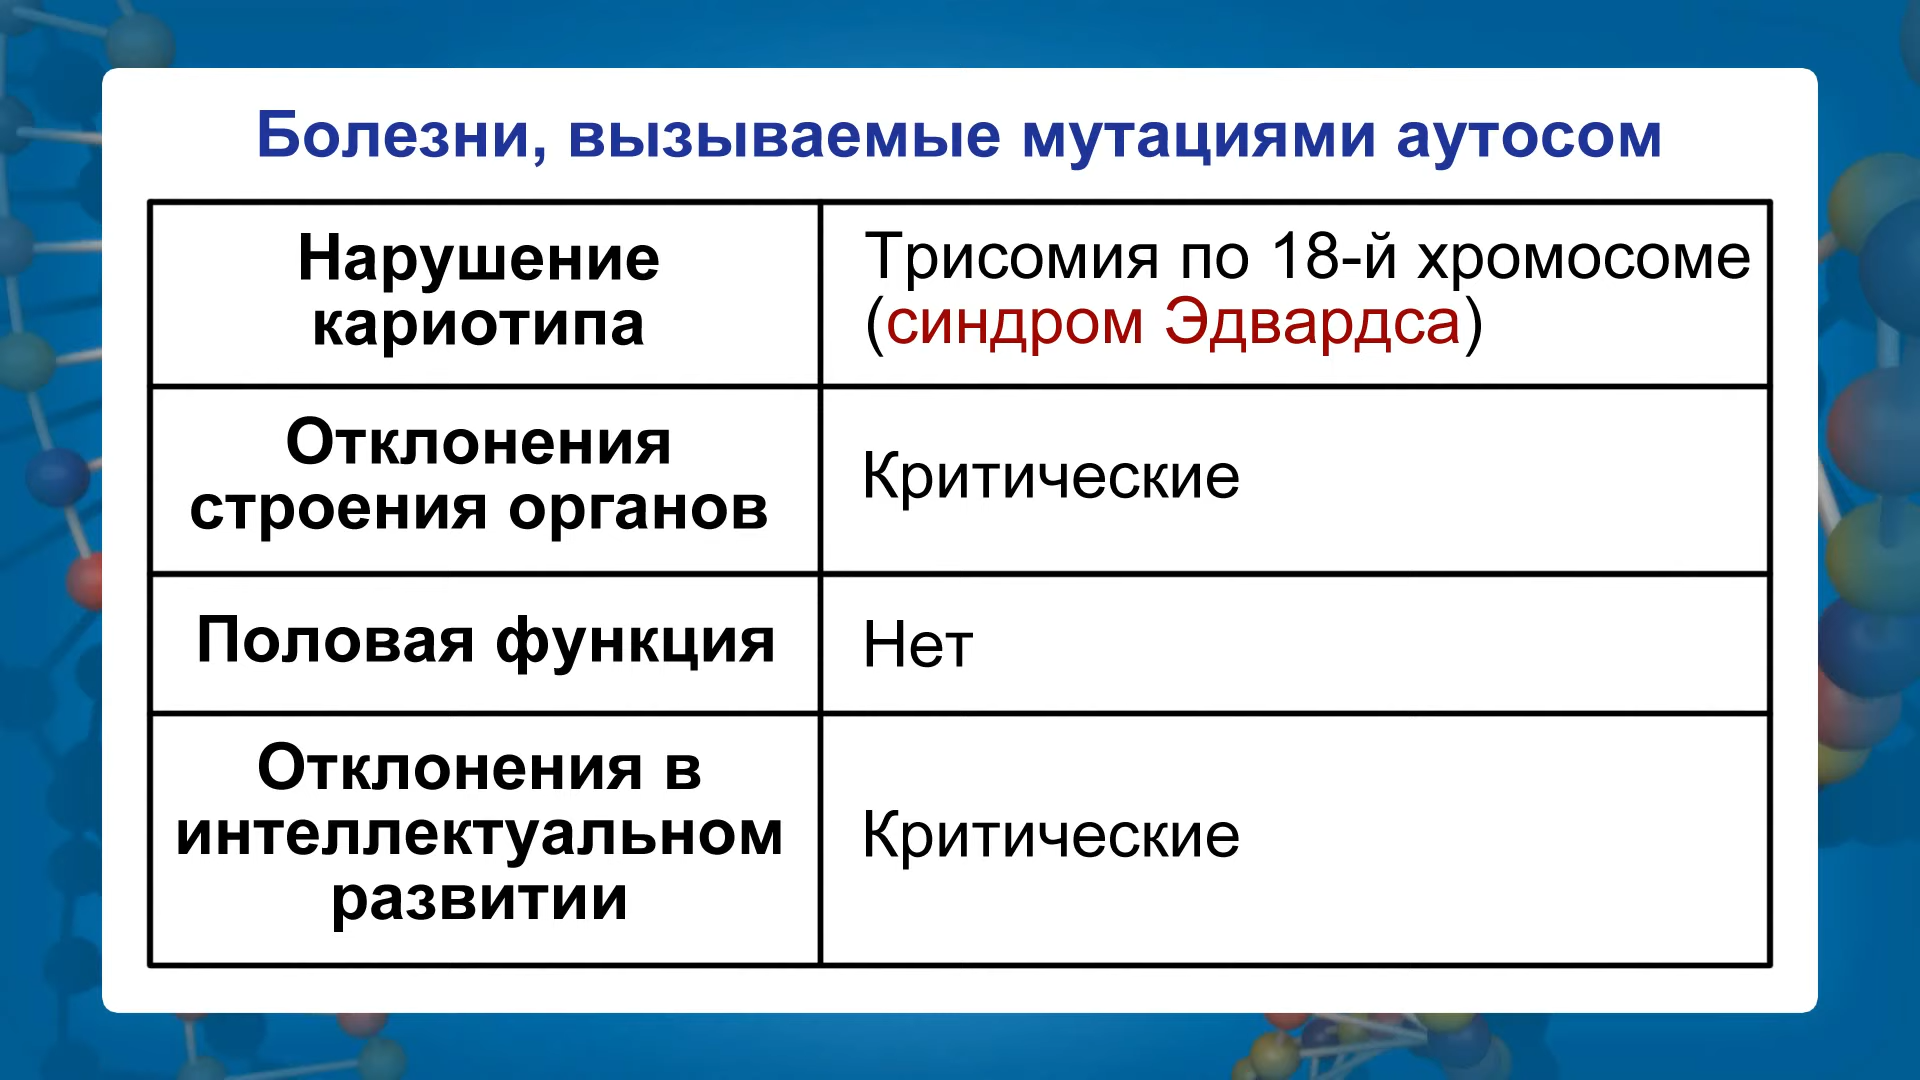 Болезни, вызываемые мутациями аутосом
Нарушение
кариотипа
Трисомия по 18-й хромосоме
(синдром Эдвардса)
Отклонения
строения органов
Критические
Половая функция
Нет
Отклонения в
интеллектуальном
развитии
Критические